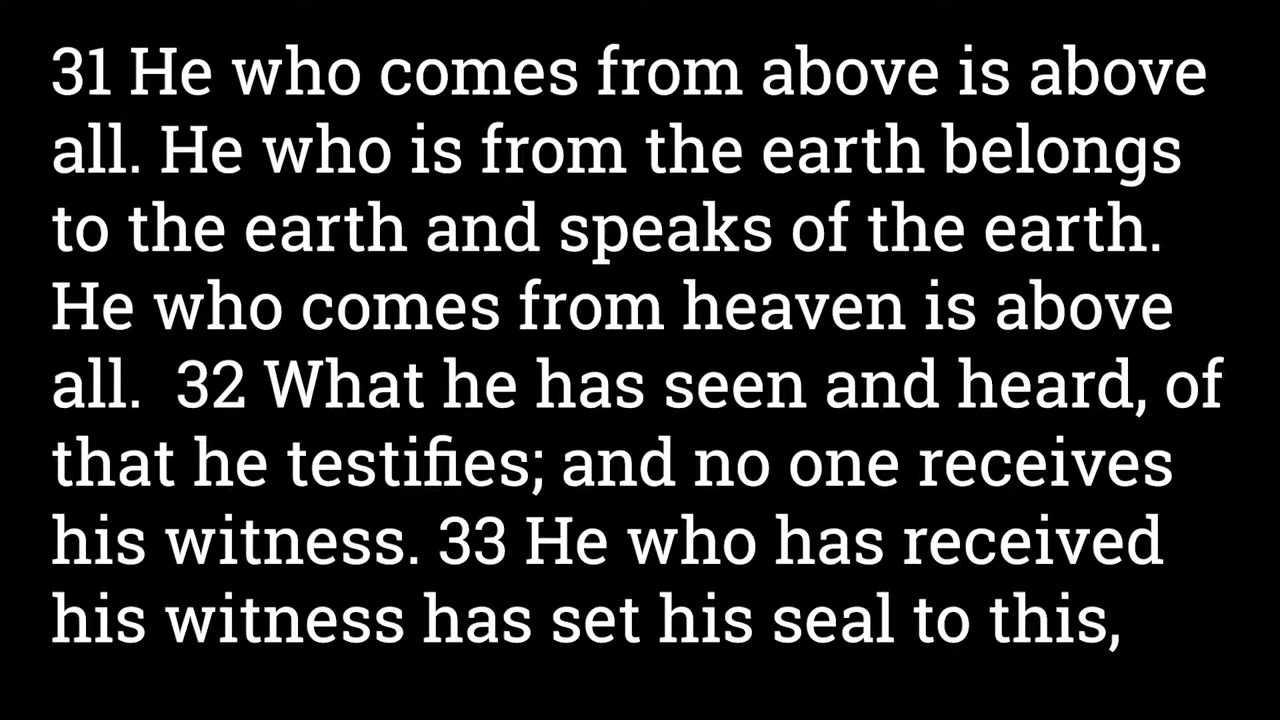 31 He who comes from above is above
all. He who is from the earth belongs
to the earth and speaks of the earth.
He who comes from heaven is above
all.  32 What he has seen and heard, of
that he testifies; and no one receives
his witness. 33 He who has received
his witness has set his seal to this,